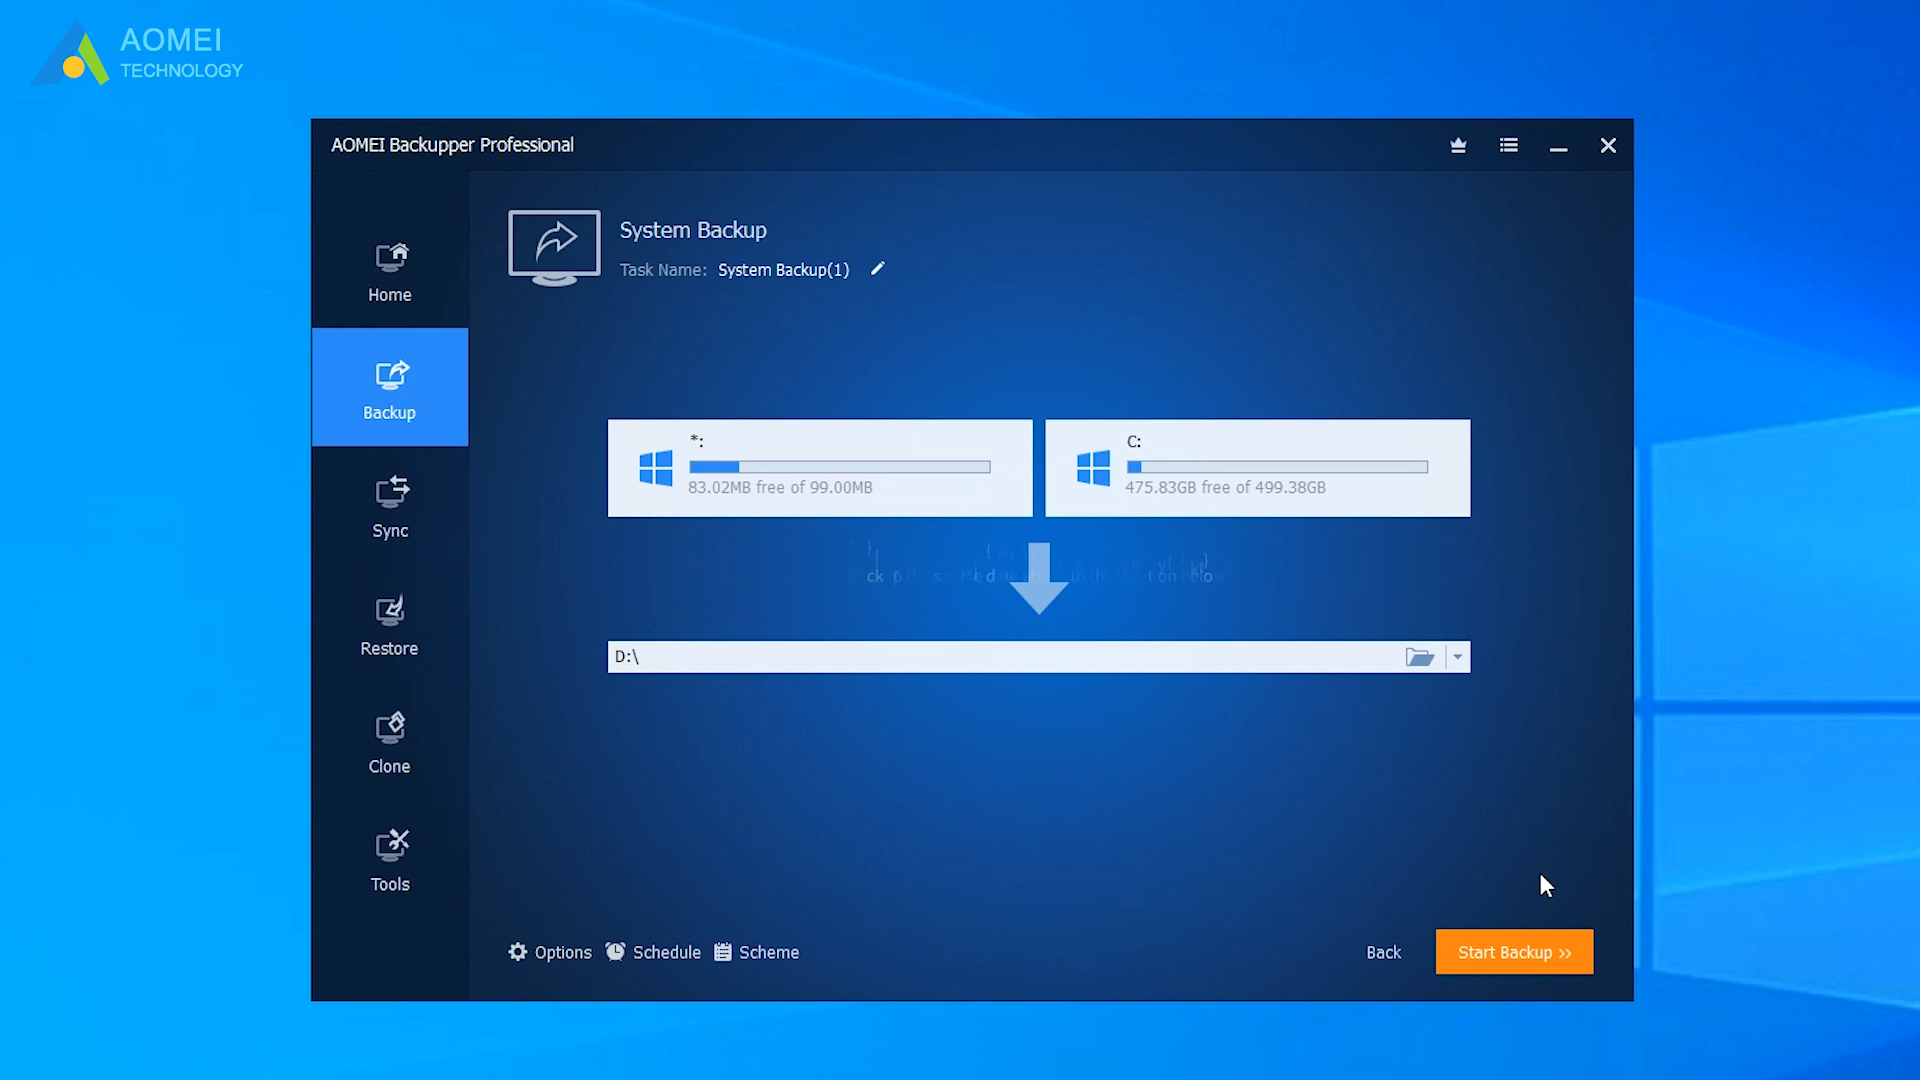 AOMEI
TECHNOLOGY
AOMEI Backupper Professional
System Backup
Task Name: System Backup(1)
Home
Backup
Sync
Restore
Clone
Tools
*:
83.02MB free of 99.00MB
C:
475.83GB free of 499.38GB
D:\
Options
Schedule
Scheme
Back
Start Backup >>